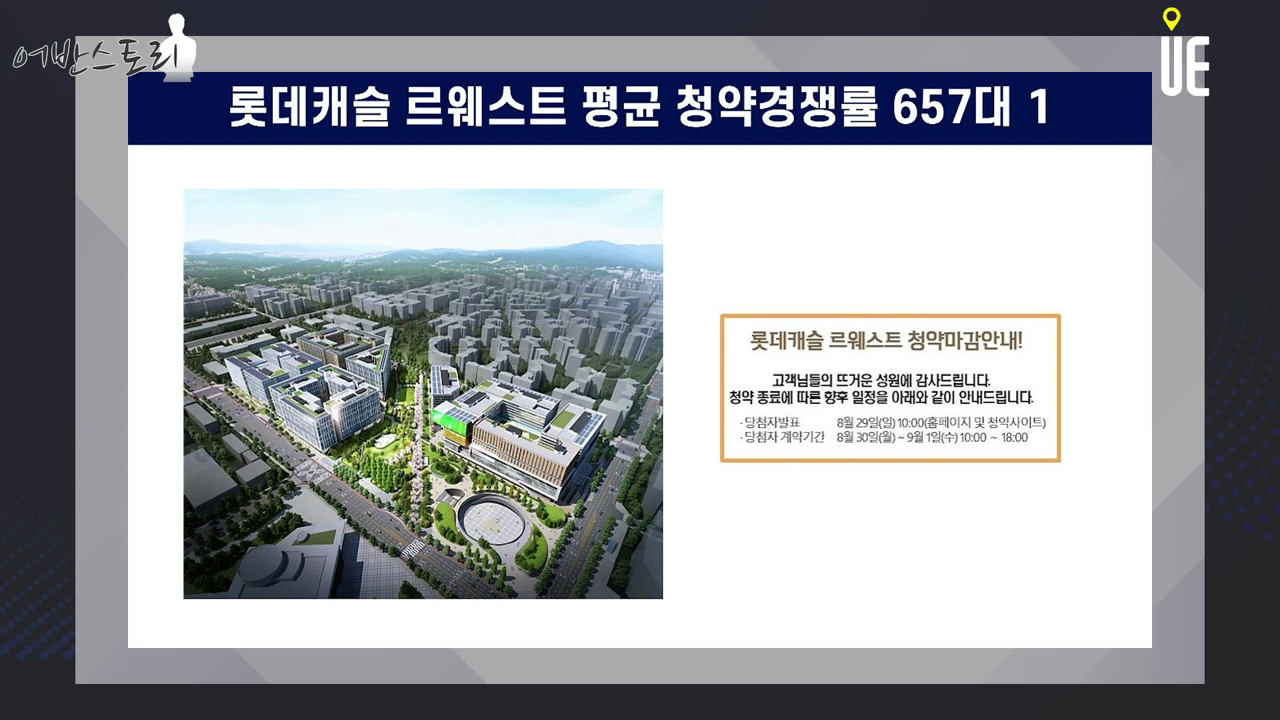 어반스토리
UE
롯데캐슬 르웨스트 평균 청약경쟁률 657대 1
롯데캐슬 르웨스트 청약마감안내!
고객님들의 뜨거운 성원에 감사드립니다.
청약 종료에 따른 향후 일정을 아래와 같이 안내드립니다.
· 당첨자발표 8월 29일(일) 10:00(홈페이지 및 청약사이트)
· 당첨자 계약기간 8월 30일(월) ~ 9월 1일(수) 10:00 ~ 18:00